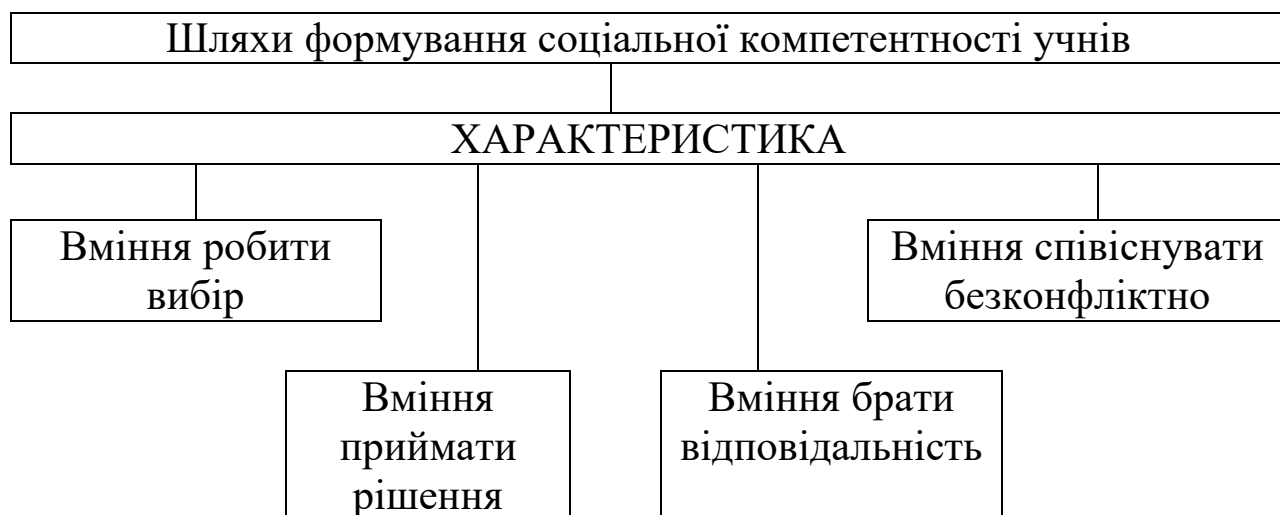 Шляхи формування соціальної компетентності учнів
ХАРАКТЕРИСТИКА
Вміння робити
вибір
Вміння співіснувати
безконфліктно
Вміння
приймати
рішення
Вміння брати
відповідальність